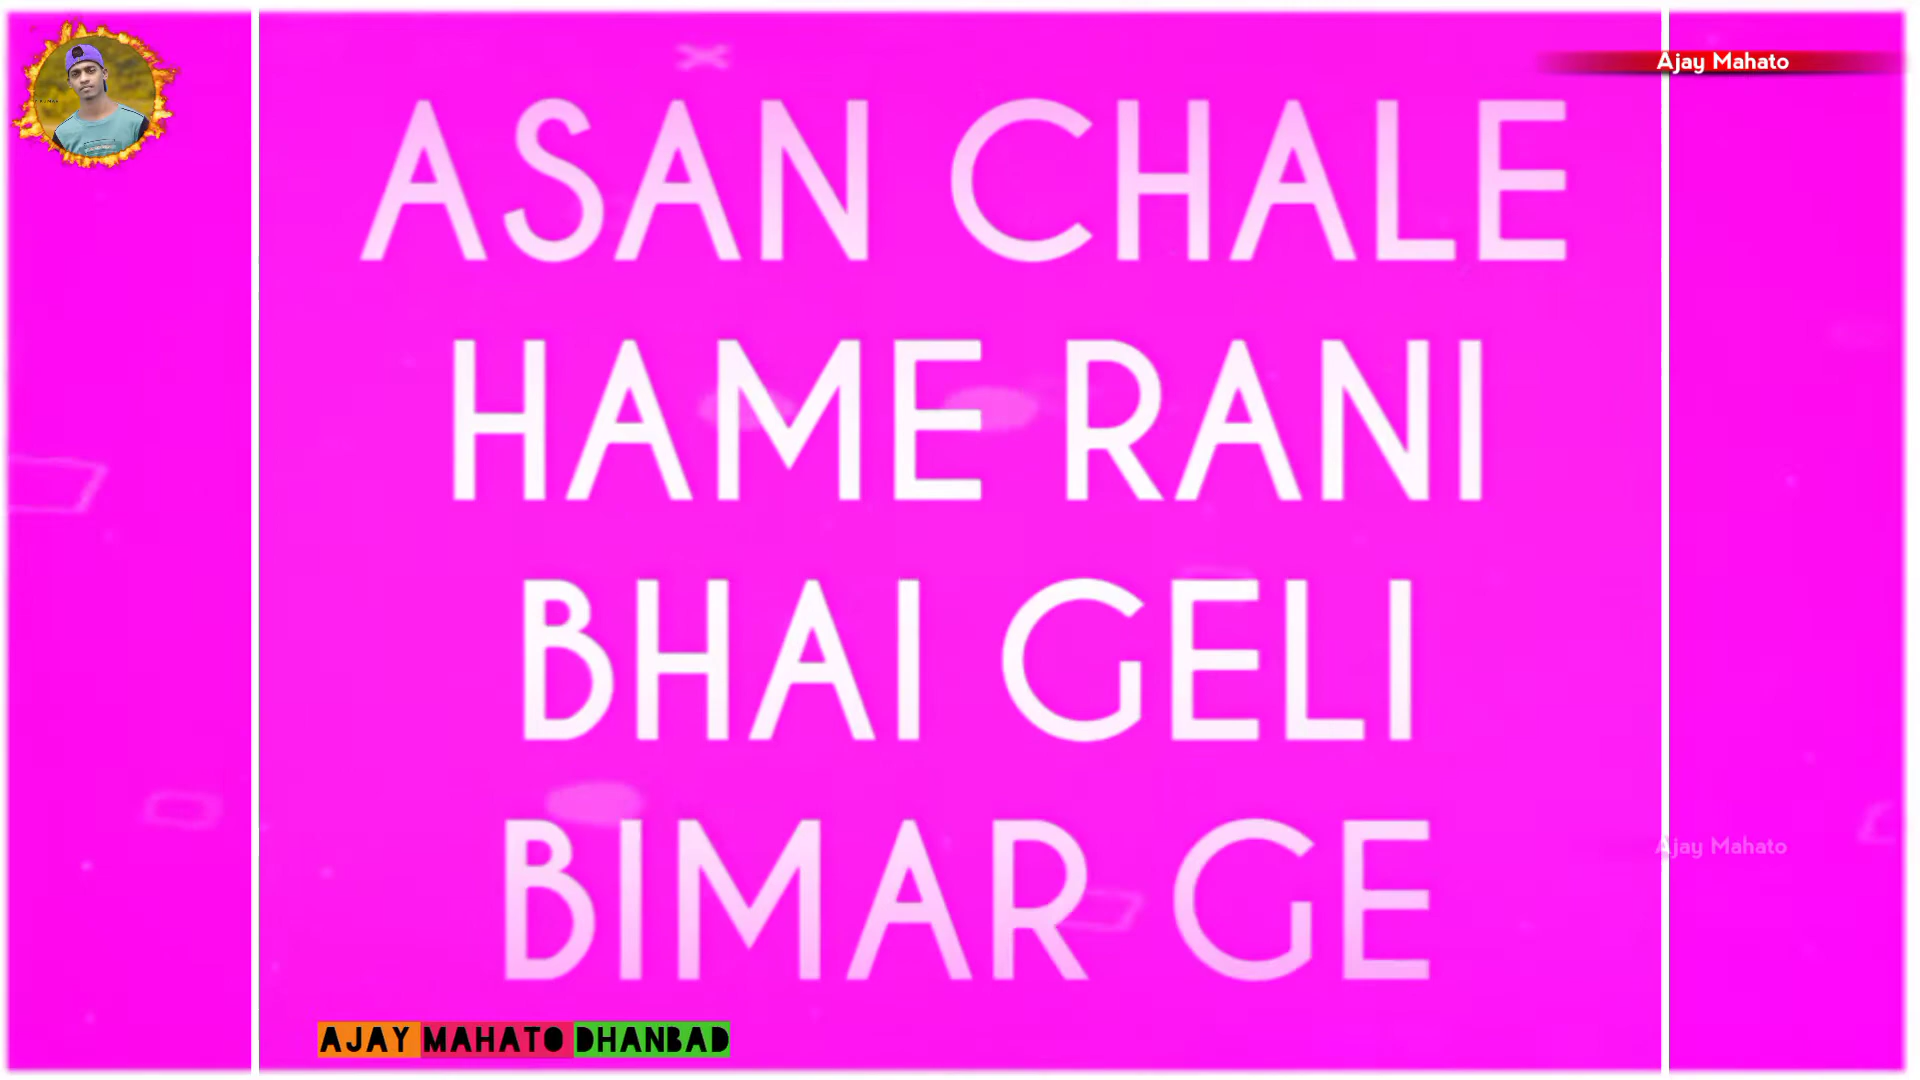 Ajay Mahato
ASAN CHALE
HAME RANI
BHAI GELI
BIMAR GE
Ajay Mahato
AJAY MAHATO DHANBAD